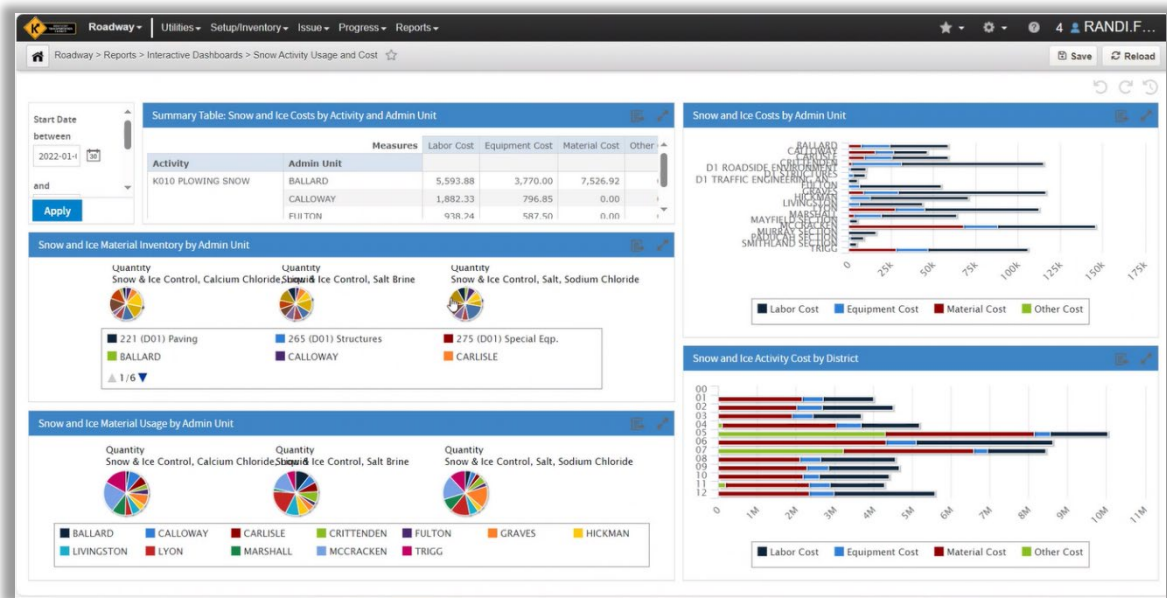 Roadway
Utilities Setup/Inventory Issue Progress Reports
4 RANDI.F...
Roadway > Reports > Interactive Dashboards > Snow Activity Usage and Cost
Save Reload
Start Date
between
2022-01-
and
Apply
Summary Table: Snow and Ice Costs by Activity and Admin Unit
Measures Labor Cost Equipment Cost Material Cost Other
Activity Admin Unit
K010 PLOWING SNOW BALLARD 5,593.88 3,770.00 7,526.92
CALLOWAY 1,882.33 796.85 0.00
FULTON 938.24 587.50 0.00
Snow and Ice Material Inventory by Admin Unit
Quantity Quantity Quantity
Snow & Ice Control, Calcium Chloride, Liquid Snow & Ice Control, Salt Brine Snow & Ice Control, Salt, Sodium Chloride
221 (D01) Paving 265 (D01) Structures 275 (D01) Special Eqp.
BALLARD CALLOWAY CARLISLE
1/6
Snow and Ice Material Usage by Admin Unit
Quantity Quantity Quantity
Snow & Ice Control, Calcium Chloride, Liquid Snow & Ice Control, Salt Brine Snow & Ice Control, Salt, Sodium Chloride
BALLARD CALLOWAY CARLISLE CRITTENDEN FULTON GRAVES HICKMAN
LIVINGSTON LYON MARSHALL MCCRACKEN TRIGG
Snow and Ice Costs by Admin Unit
BALLARD
CALLOWAY
CARLISLE
CRITTENDEN
D1 ROADSIDE ENVIRONMENT
D1 STRUCTURES
D1 TRAFFIC ENGINEERING AN...
FULTON
GRAVES
HICKMAN
LIVINGSTON
LYON
MARSHALL
MAYFIELD SECTION
MCCRACKEN
MURRAY SECTION
PADUCAH SECTION
SMITHLAND SECTION
TRIGG
0 25k 50k 75k 100k 125k 150k 175k
Labor Cost Equipment Cost Material Cost Other Cost
Snow and Ice Activity Cost by District
00
01
02
03
04
05
06
07
08
09
10
11
12
0 1M 2M 3M 4M 5M 6M 7M 8M 9M 10M 11M
Labor Cost Equipment Cost Material Cost Other Cost